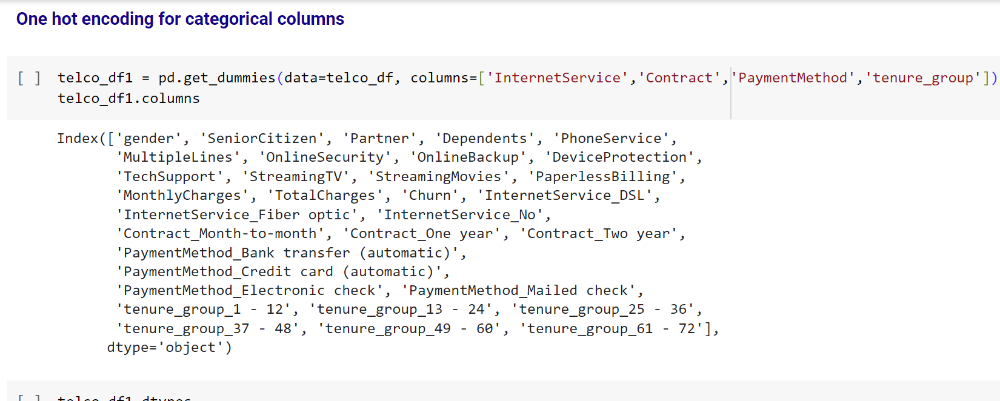 One hot encoding for categorical columns
[ ] telco_df1 = pd.get_dummies(data=telco_df, columns=['InternetService','Contract','PaymentMethod','tenure_group'])
telco_df1.columns
Index(['gender', 'SeniorCitizen', 'Partner', 'Dependents', 'PhoneService',
'MultipleLines', 'OnlineSecurity', 'OnlineBackup', 'DeviceProtection',
'TechSupport', 'StreamingTV', 'StreamingMovies', 'PaperlessBilling',
'MonthlyCharges', 'TotalCharges', 'Churn', 'InternetService_DSL',
'InternetService_Fiber optic', 'InternetService_No',
'Contract_Month-to-month', 'Contract_One year', 'Contract_Two year',
'PaymentMethod_Bank transfer (automatic)',
'PaymentMethod_Credit card (automatic)',
'PaymentMethod_Electronic check', 'PaymentMethod_Mailed check',
'tenure_group_1 - 12', 'tenure_group_13 - 24', 'tenure_group_25 - 36',
'tenure_group_37 - 48', 'tenure_group_49 - 60', 'tenure_group_61 - 72'],
dtype='object')
[ ] telco_df1.dtypes